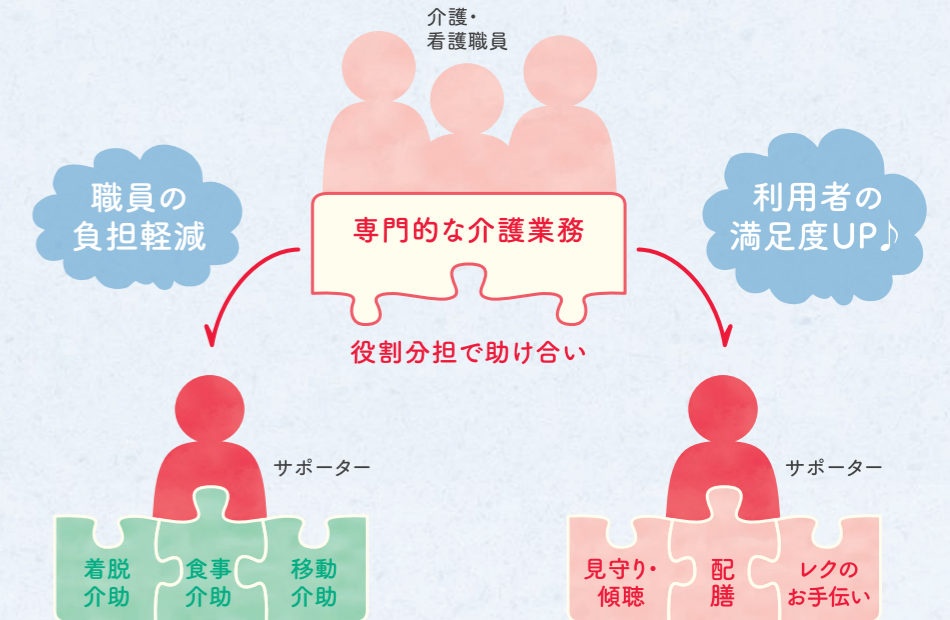 介護・
看護職員
職員の
負担軽減
利用者の
満足度UP♪
専門的な介護業務
役割分担で助け合い
サポーター
サポーター
着脱
介助
食事
介助
移動
介助
見守り・
傾聴
配
膳
レクの
お手伝い